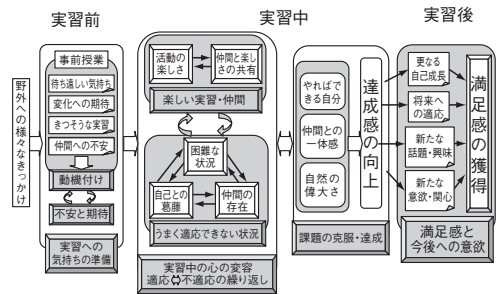 実習前
実習中
実習後
野外への様々なきっかけ
事前授業
待ち遠しい気持ち
変化への期待
きつそうな実習
仲間への不安
動機付け
不安と期待
実習への
気持ちの準備
活動の
楽しさ
仲間と楽し
さの共有
楽しい実習・仲間
困難な
状況
自己との
葛藤
仲間の
存在
うまく適応できない状況
実習中の心の変容
適応⇔不適応の繰り返し
やればで
きる自分
仲間との
一体感
自然の
偉大さ
達成感の向上
課題の克服・達成
更なる
自己成長
将来へ
の適応
新たな
話題・興味
新たな
意欲・関心
満足感の獲得
満足感と
今後への意欲